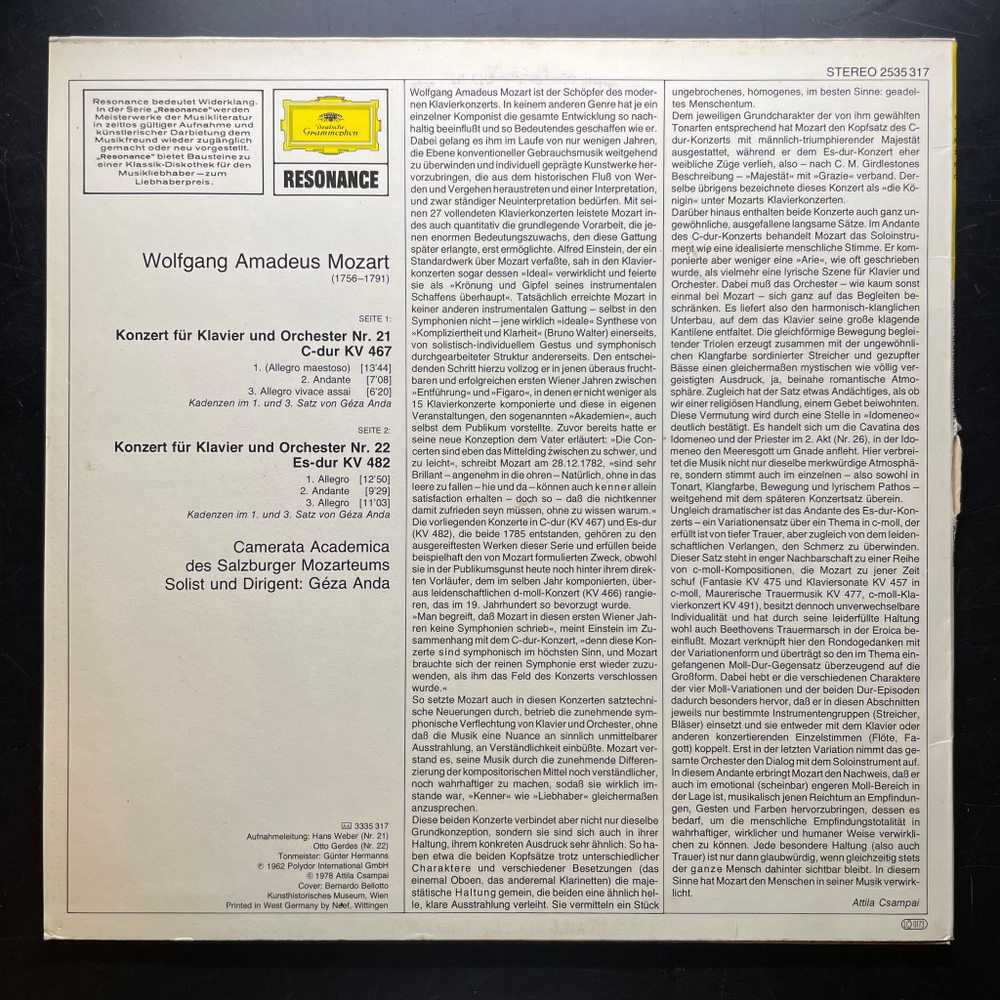 STEREO 2535 317
Resonance bedeutet Widerklang.
In der Serie „Resonance“ werden
Meisterwerke der Musikliteratur
in zeitlos gültiger Aufnahme und
künstlerischer Darbietung dem
Musikfreund wieder zugänglich
gemacht oder neu vorgestellt.
„Resonance“ bietet Bausteine zu
einer Klassik-Diskothek für den
Musikliebhaber – zum
Liebhaberpreis.
Deutsche
Grammophon
RESONANCE
Wolfgang Amadeus Mozart
(1756–1791)
SEITE 1:
Konzert für Klavier und Orchester Nr. 21
C-dur KV 467
1. (Allegro maestoso) [13'44]
2. Andante [7'08]
3. Allegro vivace assai [6'20]
Kadenzen im 1. und 3. Satz von Géza Anda
SEITE 2:
Konzert für Klavier und Orchester Nr. 22
Es-dur KV 482
1. Allegro [12'50]
2. Andante [9'29]
3. Allegro [11'03]
Kadenzen im 1. und 3. Satz von Géza Anda
Camerata Academica
des Salzburger Mozarteums
Solist und Dirigent: Géza Anda
3335 317
Aufnahmeleitung: Hans Weber (Nr. 21)
Otto Gerdes (Nr. 22)
Tonmeister: Günter Hermanns
℗ 1962 Polydor International GmbH
© 1978 Attila Csampai
Cover: Bernardo Bellotto
Kunsthistorisches Museum, Wien
Printed in West Germany by Neef, Wittingen
Wolfgang Amadeus Mozart ist der Schöpfer des moder-
nen Klavierkonzerts. In keinem anderen Genre hat je ein
einzelner Komponist die gesamte Entwicklung so nach-
haltig beeinflußt und so Bedeutendes geschaffen wie er.
Dabei gelang es ihm im Laufe von nur wenigen Jahren,
die Ebene konventioneller Gebrauchsmusik weitgehend
zu überwinden und individuell geprägte Kunstwerke her-
vorzubringen, die aus dem historischen Fluß von Wer-
den und Vergehen heraustreten und einer Interpretation,
und zwar ständiger Neuinterpretation bedürfen. Mit sei-
nen 27 vollendeten Klavierkonzerten leistete Mozart in-
des auch quantitativ die grundlegende Vorarbeit, die je-
nen enormen Bedeutungszuwachs, den diese Gattung
später erlangte, erst ermöglichte. Alfred Einstein, der ein
Standardwerk über Mozart verfaßte, sah in den Klavier-
konzerten sogar dessen »Ideal« verwirklicht und feierte
sie als »Krönung und Gipfel seines instrumentalen
Schaffens überhaupt«. Tatsächlich erreichte Mozart in
keiner anderen instrumentalen Gattung – selbst in den
Symphonien nicht – jene wirklich »ideale« Synthese von
»Kompliziertheit und Klarheit« (Bruno Walter) einerseits,
von solistisch-individuellem Gestus und symphonisch
durchgearbeiteter Struktur andererseits. Den entschei-
denden Schritt hierzu vollzog er in jenen überaus frucht-
baren und erfolgreichen ersten Wiener Jahren zwischen
»Entführung« und »Figaro«, in denen er nicht weniger als
15 Klavierkonzerte komponierte und diese in eigenen
Veranstaltungen, den sogenannten »Akademien«, auch
selbst dem Publikum vorstellte. Zuvor bereits hatte er
seine neue Konzeption dem Vater erläutert: »Die Con-
certen sind eben das Mittelding zwischen zu schwer, und
zu leicht«, schreibt Mozart am 28.12.1782, »sind sehr
Brillant – angenehm in die ohren – Natürlich, ohne in das
leere zu fallen – hie und da – können auch kenner allein
satisfaction erhalten – doch so – daß die nichtkenner
damit zufrieden seyn müssen, ohne zu wissen warum.«
Die vorliegenden Konzerte in C-dur (KV 467) und Es-dur
(KV 482), die beide 1785 entstanden, gehören zu den
ausgereiftesten Werken dieser Serie und erfüllen beide
beispielhaft den von Mozart formulierten Zweck, obwohl
sie in der Publikumsgunst heute noch hinter ihrem direk-
ten Vorläufer, dem im selben Jahr komponierten, über-
aus leidenschaftlichen d-moll-Konzert (KV 466) rangie-
ren, das im 19. Jahrhundert so bevorzugt wurde.
»Man begreift, daß Mozart in diesen ersten Wiener Jah-
ren keine Symphonien schrieb«, meint Einstein im Zu-
sammenhang mit dem C-dur-Konzert, »denn diese Kon-
zerte sind symphonisch im höchsten Sinn, und Mozart
brauchte sich der reinen Symphonie erst wieder zuzu-
wenden, als ihm das Feld des Konzerts verschlossen
wurde.«
So setzte Mozart auch in diesen Konzerten satztechni-
sche Neuerungen durch, betrieb die zunehmende sym-
phonische Verflechtung von Klavier und Orchester, ohne
daß die Musik eine Nuance an sinnlich unmittelbarer
Ausstrahlung, an Verständlichkeit einbüßte. Mozart ver-
stand es, seine Musik durch die zunehmende Differen-
zierung der kompositorischen Mittel noch verständlicher,
noch wahrhaftiger zu machen, sodaß sie wirklich im-
stande war, »Kenner« wie »Liebhaber« gleichermaßen
anzusprechen.
Diese beiden Konzerte verbindet aber nicht nur dieselbe
Grundkonzeption, sondern sie sind sich auch in ihrer
Haltung, ihrem konkreten Ausdruck sehr ähnlich. So ha-
ben etwa die beiden Kopfsätze trotz unterschiedlicher
Charaktere und verschiedener Besetzungen (das
einemal Oboen, das anderemal Klarinetten) die maje-
stätische Haltung gemein, die beiden eine ähnlich hel-
le, klare Ausstrahlung verleiht. Sie vermitteln ein Stück
ungebrochenes, homogenes, im besten Sinne: geadel-
tes Menschentum.
Dem jeweiligen Grundcharakter der von ihm gewählten
Tonarten entsprechend hat Mozart den Kopfsatz des C-
dur-Konzerts mit männlich-triumphierender Majestät
ausgestattet, während er dem Es-dur-Konzert eher
weibliche Züge verlieh, also – nach C. M. Girdlestones
Beschreibung – »Majestät« mit »Grazie« verband. Der-
selbe übrigens bezeichnete dieses Konzert als »die Kö-
nigin« unter Mozarts Klavierkonzerten.
Darüber hinaus enthalten beide Konzerte auch ganz un-
gewöhnliche, ausgefallene langsame Sätze. Im Andante
des C-dur-Konzerts behandelt Mozart das Soloinstru-
ment wie eine idealisierte menschliche Stimme. Er kom-
ponierte aber weniger eine »Arie«, wie oft geschrieben
wurde, als vielmehr eine lyrische Szene für Klavier und
Orchester. Dabei muß das Orchester – wie kaum sonst
einmal bei Mozart – sich ganz auf das Begleiten be-
schränken. Es liefert also den harmonisch-klanglichen
Unterbau, auf dem das Klavier seine große klagende
Kantilene entfaltet. Die gleichförmige Bewegung beglei-
tender Triolen erzeugt zusammen mit der ungewöhnli-
chen Klangfarbe sordinierter Streicher und gezupfter
Bässe einen gleichermaßen mystischen wie völlig ver-
geistigten Ausdruck, ja, beinahe romantische Atmo-
sphäre. Zugleich hat der Satz etwas Andächtiges, als ob
wir einer religiösen Handlung, einem Gebet beiwohnten.
Diese Vermutung wird durch eine Stelle in »Idomeneo«
deutlich bestätigt. Es handelt sich um die Cavatina des
Idomeneo und der Priester im 2. Akt (Nr. 26), in der Ido-
meneo den Meeresgott um Gnade anfleht. Hier verbrei-
tet die Musik nicht nur dieselbe merkwürdige Atmosphä-
re, sondern stimmt auch im einzelnen – also sowohl in
Tonart, Klangfarbe, Bewegung und lyrischem Pathos –
weitgehend mit dem späteren Konzertsatz überein.
Ungleich dramatischer ist das Andante des Es-dur-Kon-
zerts – ein Variationensatz über ein Thema in c-moll, der
erfüllt ist von tiefer Trauer, aber zugleich von dem leiden-
schaftlichen Verlangen, den Schmerz zu überwinden.
Dieser Satz steht in enger Nachbarschaft zu einer Reihe
von c-moll-Kompositionen, die Mozart zu jener Zeit
schuf (Fantasie KV 475 und Klaviersonate KV 457 in
c-moll, Maurerische Trauermusik KV 477, c-moll-Kla-
vierkonzert KV 491), besitzt dennoch unverwechselbare
Individualität und hat durch seine leiderfüllte Haltung
wohl auch Beethovens Trauermarsch in der Eroica be-
einflußt. Mozart verknüpft hier den Rondogedanken mit
der Variationenform und überträgt so den im Thema ein-
gefangenen Moll-Dur-Gegensatz überzeugend auf die
Großform. Dabei hebt er die verschiedenen Charaktere
der vier Moll-Variationen und der beiden Dur-Episoden
dadurch besonders hervor, daß er in diesen Abschnitten
jeweils nur bestimmte Instrumentengruppen (Streicher,
Bläser) einsetzt und sie entweder mit dem Klavier oder
anderen konzertierenden Einzelstimmen (Flöte, Fa-
gott) koppelt. Erst in der letzten Variation nimmt das ge-
samte Orchester den Dialog mit dem Soloinstrument auf.
In diesem Andante erbringt Mozart den Nachweis, daß er
auch im emotional (scheinbar) engeren Moll-Bereich in
der Lage ist, musikalisch jenen Reichtum an Empfindun-
gen, Gesten und Farben hervorzubringen, dessen es
bedarf, um die menschliche Empfindungstotalität in
wahrhaftiger, wirklicher und humaner Weise verwirkli-
chen zu können. Jede besondere Haltung (also auch
Trauer) ist nur dann glaubwürdig, wenn gleichzeitig stets
der ganze Mensch dahinter sichtbar bleibt. In diesem
Sinne hat Mozart den Menschen in seiner Musik verwirk-
licht.
Attila Csampai